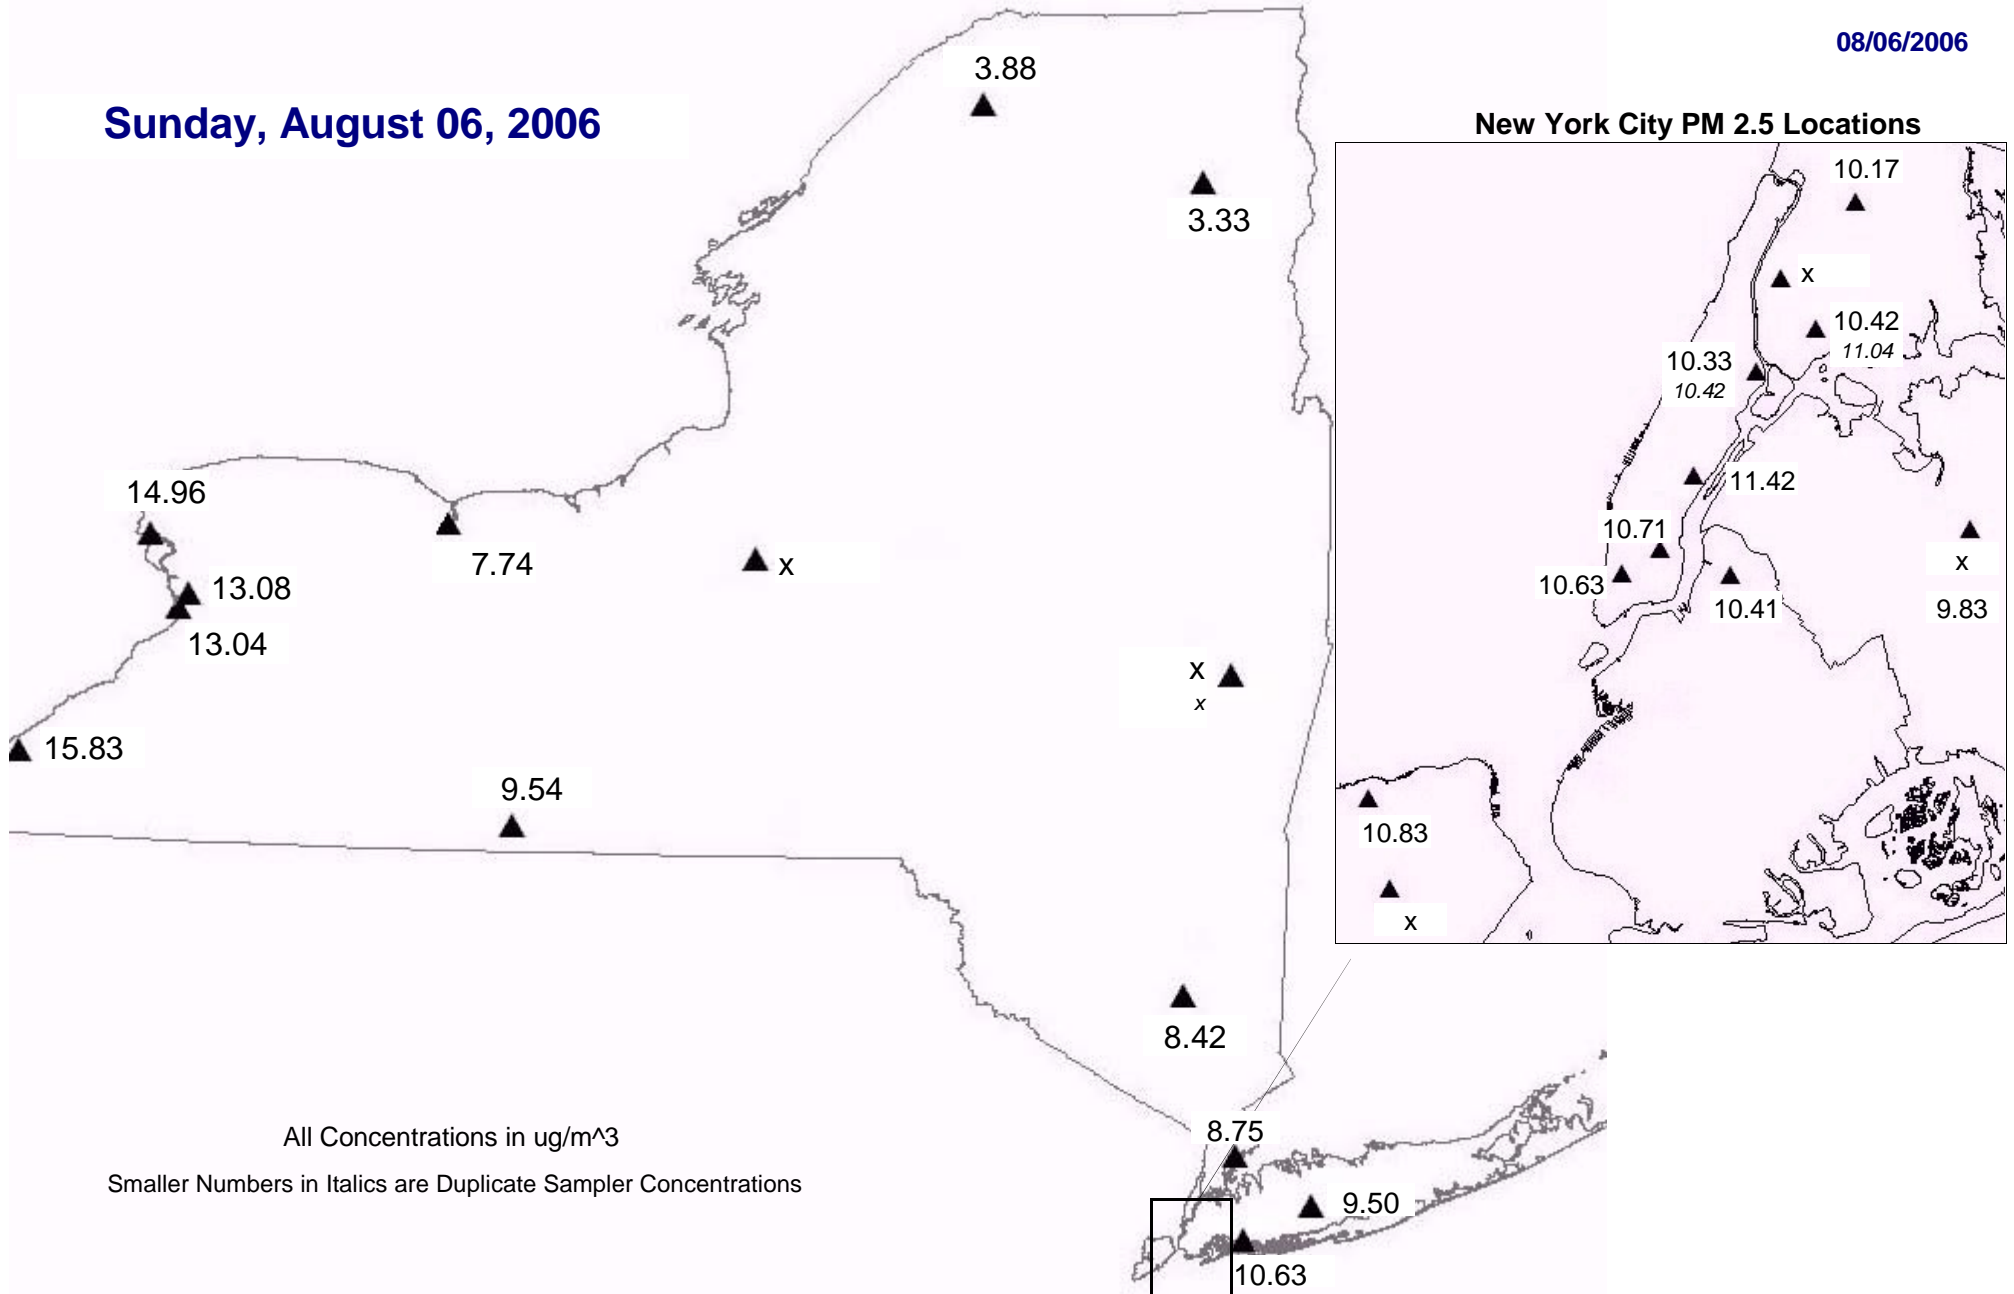 08/06/2006
Sunday, August 06, 2006
3.88
3.33
14.96
13.08
13.04
7.74
x
x
x
15.83
9.54
8.42
8.75
9.50
10.63
All Concentrations in ug/m^3
Smaller Numbers in Italics are Duplicate Sampler Concentrations
New York City PM 2.5 Locations
10.17
x
10.42
11.04
10.33
10.42
11.42
10.71
10.63
10.41
x
9.83
10.83
x